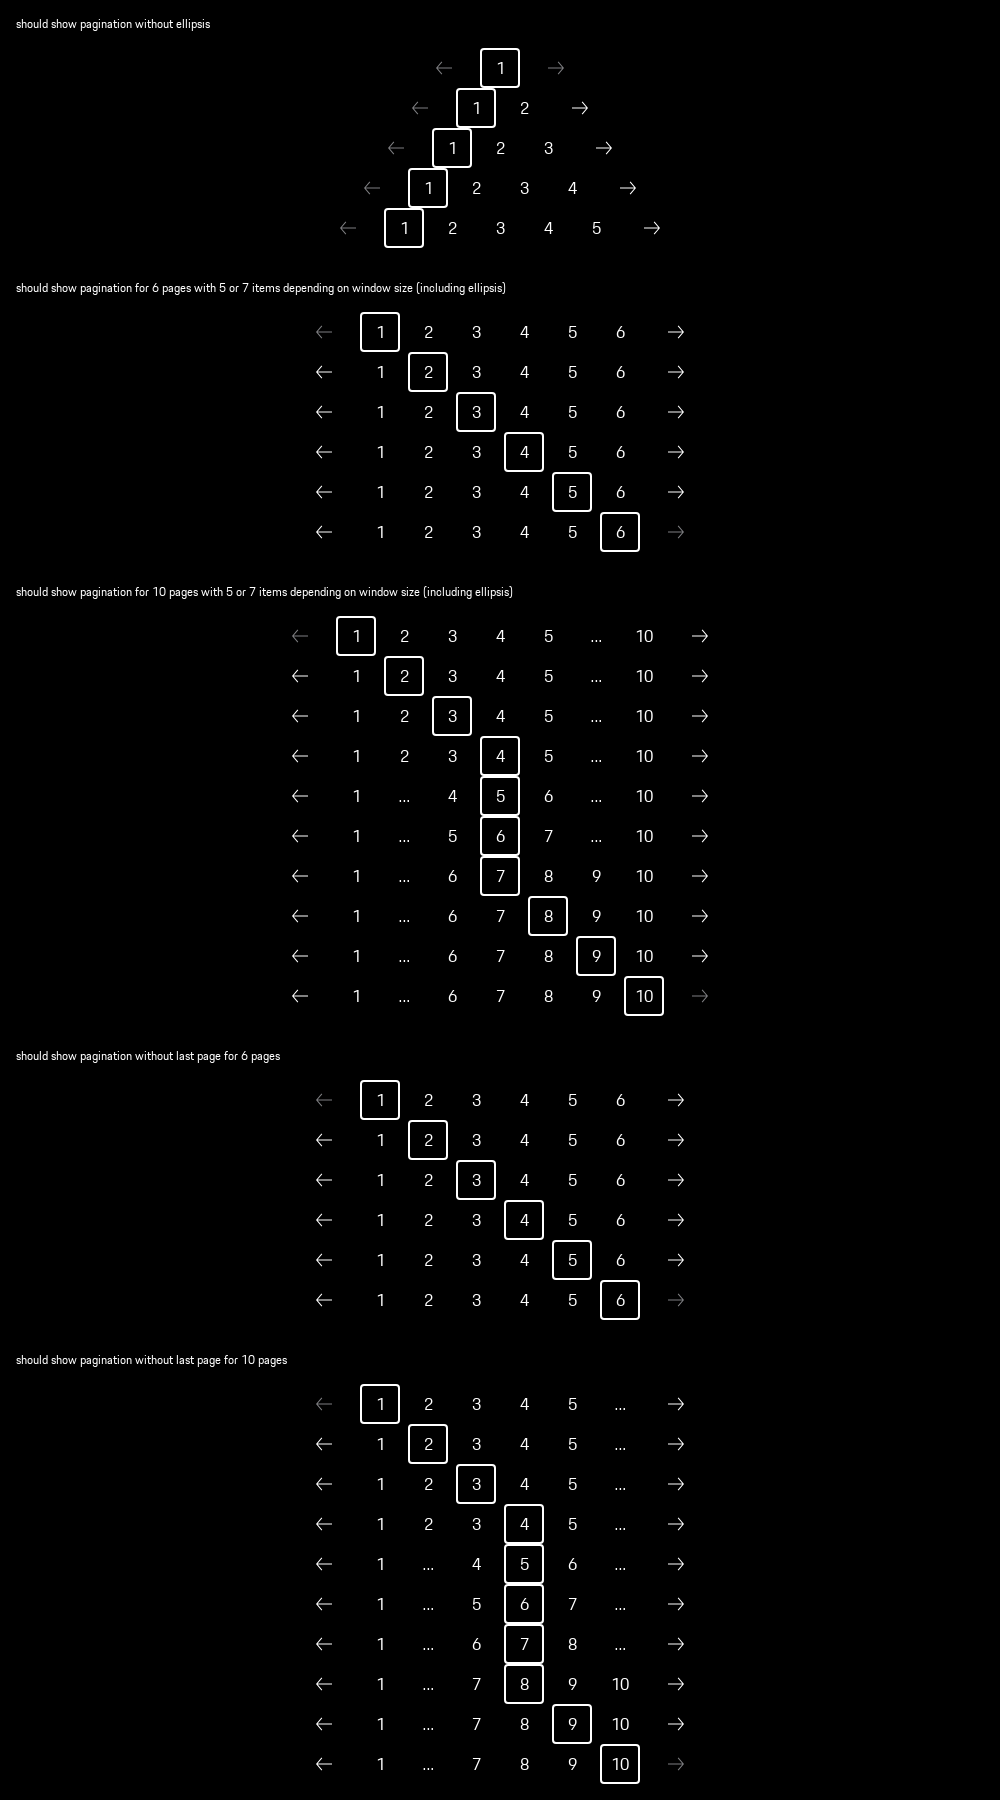 should show pagination without ellipsis
← 1 →
← 1 2 →
← 1 2 3 →
← 1 2 3 4 →
← 1 2 3 4 5 →
should show pagination for 6 pages with 5 or 7 items depending on window size (including ellipsis)
← 1 2 3 4 5 6 →
← 1 2 3 4 5 6 →
← 1 2 3 4 5 6 →
← 1 2 3 4 5 6 →
← 1 2 3 4 5 6 →
← 1 2 3 4 5 6 →
should show pagination for 10 pages with 5 or 7 items depending on window size (including ellipsis)
← 1 2 3 4 5 ... 10 →
← 1 2 3 4 5 ... 10 →
← 1 2 3 4 5 ... 10 →
← 1 2 3 4 5 ... 10 →
← 1 ... 4 5 6 ... 10 →
← 1 ... 5 6 7 ... 10 →
← 1 ... 6 7 8 9 10 →
← 1 ... 6 7 8 9 10 →
← 1 ... 6 7 8 9 10 →
← 1 ... 6 7 8 9 10 →
should show pagination without last page for 6 pages
← 1 2 3 4 5 6 →
← 1 2 3 4 5 6 →
← 1 2 3 4 5 6 →
← 1 2 3 4 5 6 →
← 1 2 3 4 5 6 →
← 1 2 3 4 5 6 →
should show pagination without last page for 10 pages
← 1 2 3 4 5 ... →
← 1 2 3 4 5 ... →
← 1 2 3 4 5 ... →
← 1 2 3 4 5 ... →
← 1 ... 4 5 6 ... →
← 1 ... 5 6 7 ... →
← 1 ... 6 7 8 ... →
← 1 ... 7 8 9 10 →
← 1 ... 7 8 9 10 →
← 1 ... 7 8 9 10 →